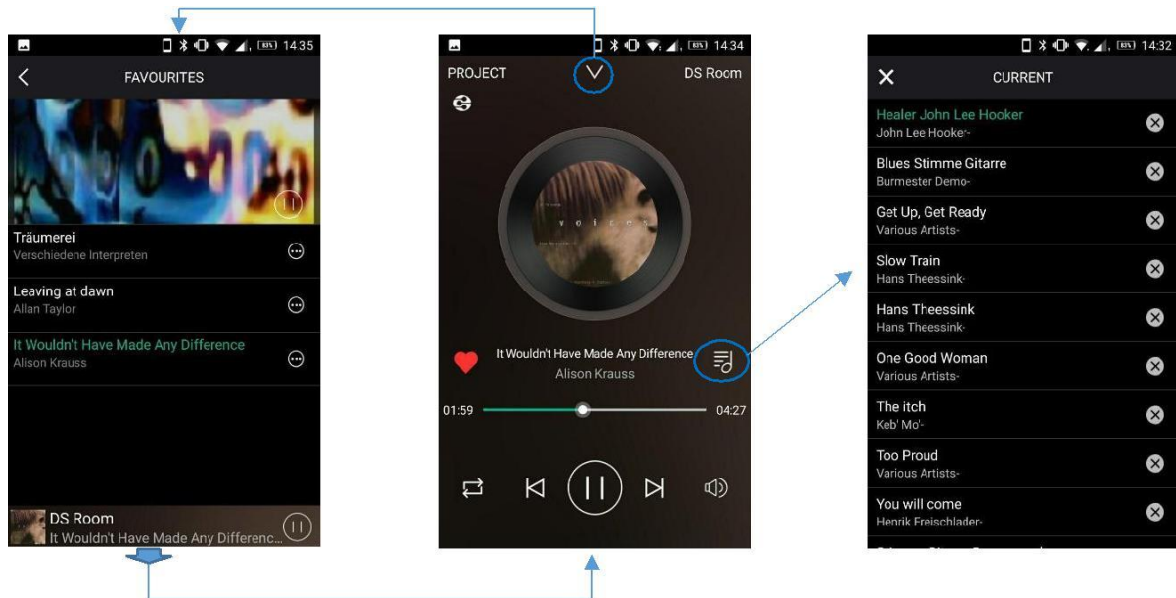 83% 14:35
FAVOURITES
Träumerei
Verschiedene Interpreten
Leaving at dawn
Allan Taylor
It Wouldn't Have Made Any Difference
Alison Krauss
DS Room
It Wouldn't Have Made Any Differenc...
83% 14:34
PROJECT
DS Room
voices
It Wouldn't Have Made Any Difference
Alison Krauss
01:59
04:27
83% 14:32
CURRENT
Healer John Lee Hooker
John Lee Hooker-
Blues Stimme Gitarre
Burmester Demo-
Get Up, Get Ready
Various Artists-
Slow Train
Hans Theessink-
Hans Theessink
Hans Theessink-
One Good Woman
Various Artists-
The itch
Keb' Mo'-
Too Proud
Various Artists-
You will come
Henrik Freischlader-